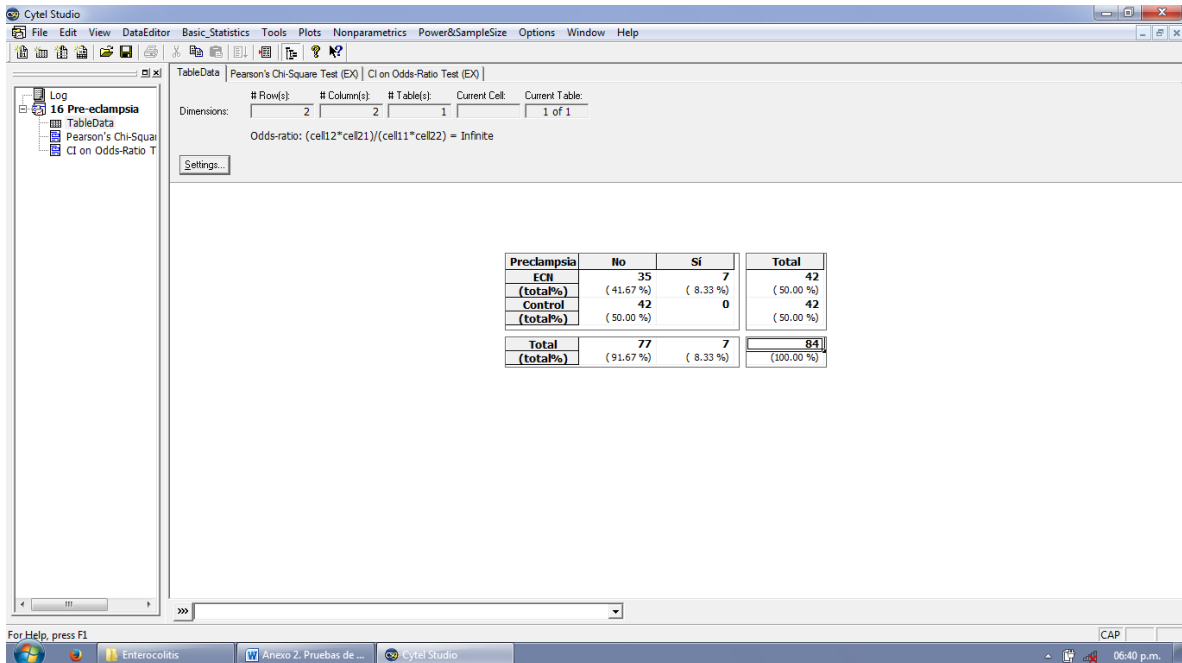 Cytel Studio
File Edit View DataEditor Basic_Statistics Tools Plots Nonparametrics Power&SampleSize Options Window Help
TableData Pearson's Chi-Square Test (EX) CI on Odds-Ratio Test (EX)
Log
16 Pre-eclampsia
TableData
Pearson's Chi-Squar
CI on Odds-Ratio T
# Row(s): # Column(s): # Table(s): Current Cell: Current Table:
Dimensions: 2 2 1 1 of 1
Odds-ratio: (cell12*cell21)/(cell11*cell22) = Infinite
Settings...
Preclampsia No Sí Total
ECN 35 7 42
(total%) ( 41.67 %) ( 8.33 %) ( 50.00 %)
Control 42 0 42
(total%) ( 50.00 %) ( 50.00 %)
Total 77 7 84
(total%) ( 91.67 %) ( 8.33 %) (100.00 %)
»»
For Help, press F1 CAP
Enterocolitis Anexo 2. Pruebas de ... Cytel Studio 06:40 p.m.